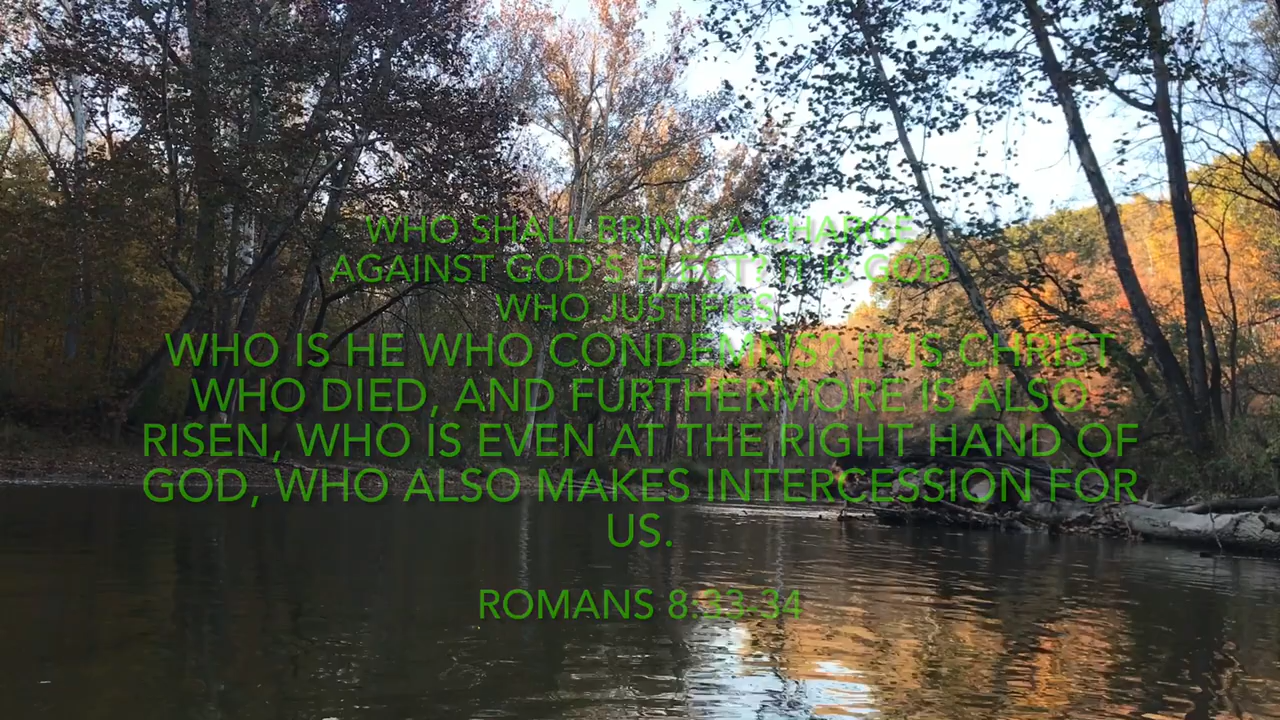 WHO SHALL BRING A CHARGE
AGAINST GOD'S ELECT? IT IS GOD
WHO JUSTIFIES.
WHO IS HE WHO CONDEMNS? IT IS CHRIST
WHO DIED, AND FURTHERMORE IS ALSO
RISEN, WHO IS EVEN AT THE RIGHT HAND OF
GOD, WHO ALSO MAKES INTERCESSION FOR
US.
ROMANS 8:33-34